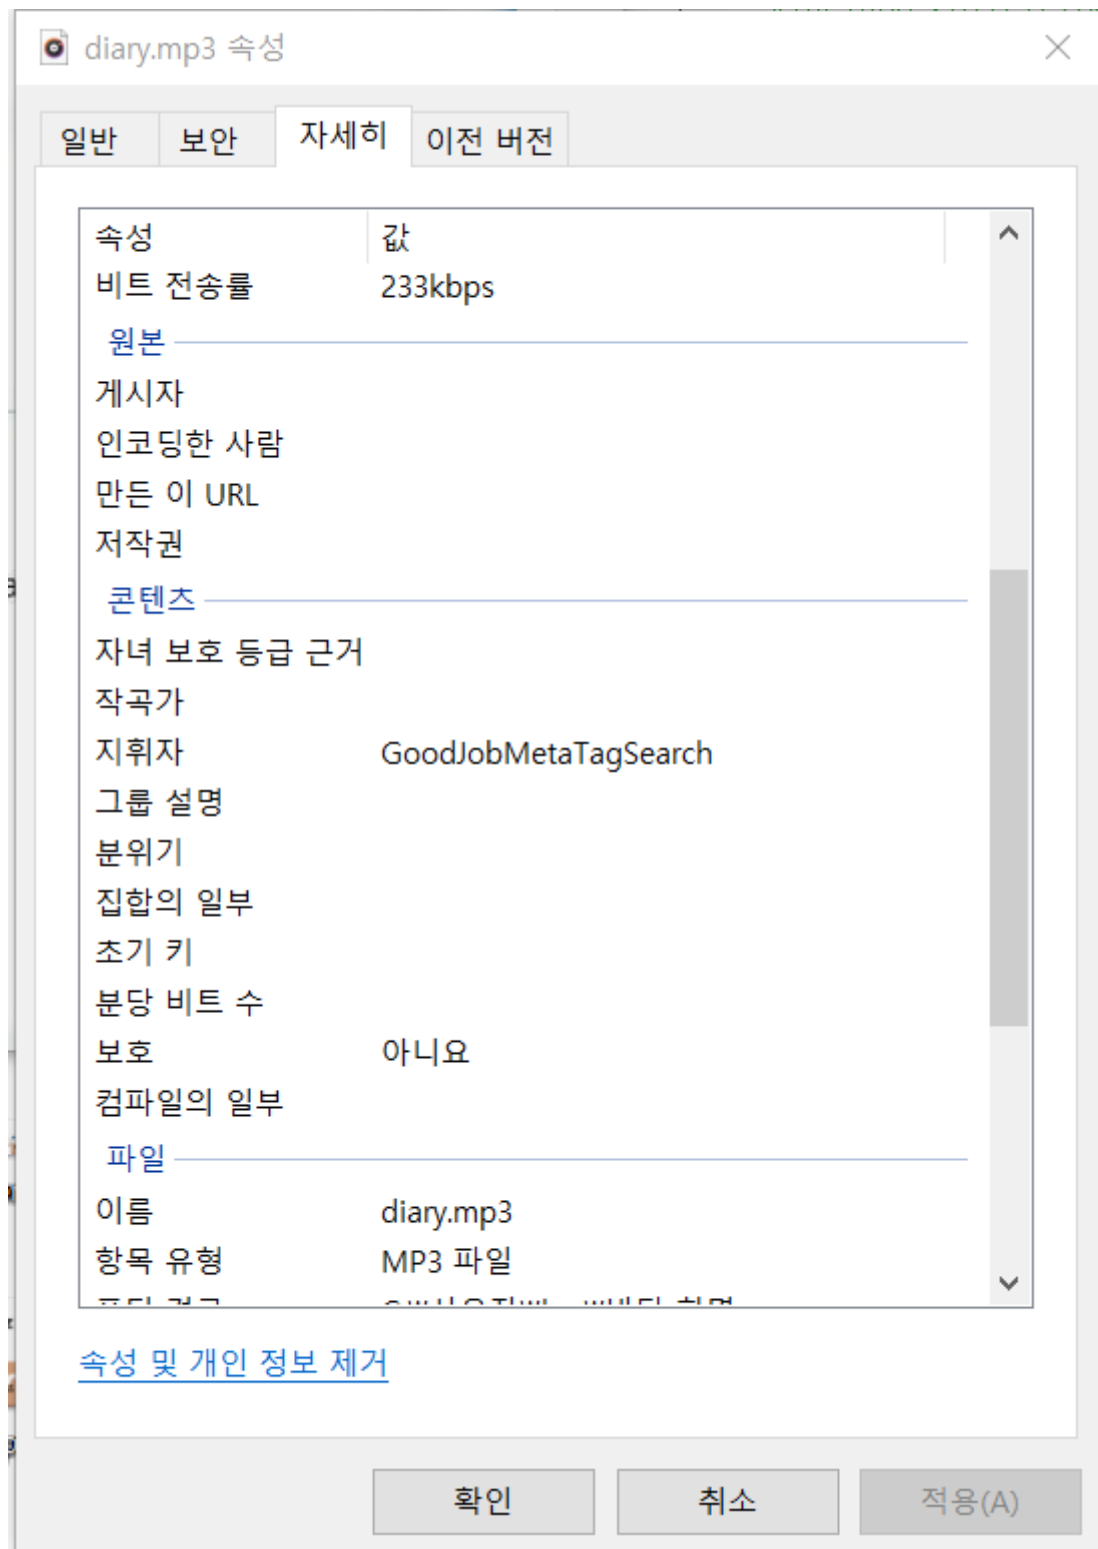 diary.mp3 속성
일반 보안 자세히 이전 버전
속성 값
비트 전송률 233kbps
원본
게시자
인코딩한 사람
만든 이 URL
저작권
콘텐츠
자녀 보호 등급 근거
작곡가
지휘자 GoodJobMetaTagSearch
그룹 설명
분위기
집합의 일부
초기 키
분당 비트 수
보호 아니요
컴파일의 일부
파일
이름 diary.mp3
항목 유형 MP3 파일
속성 및 개인 정보 제거
확인 취소 적용(A)